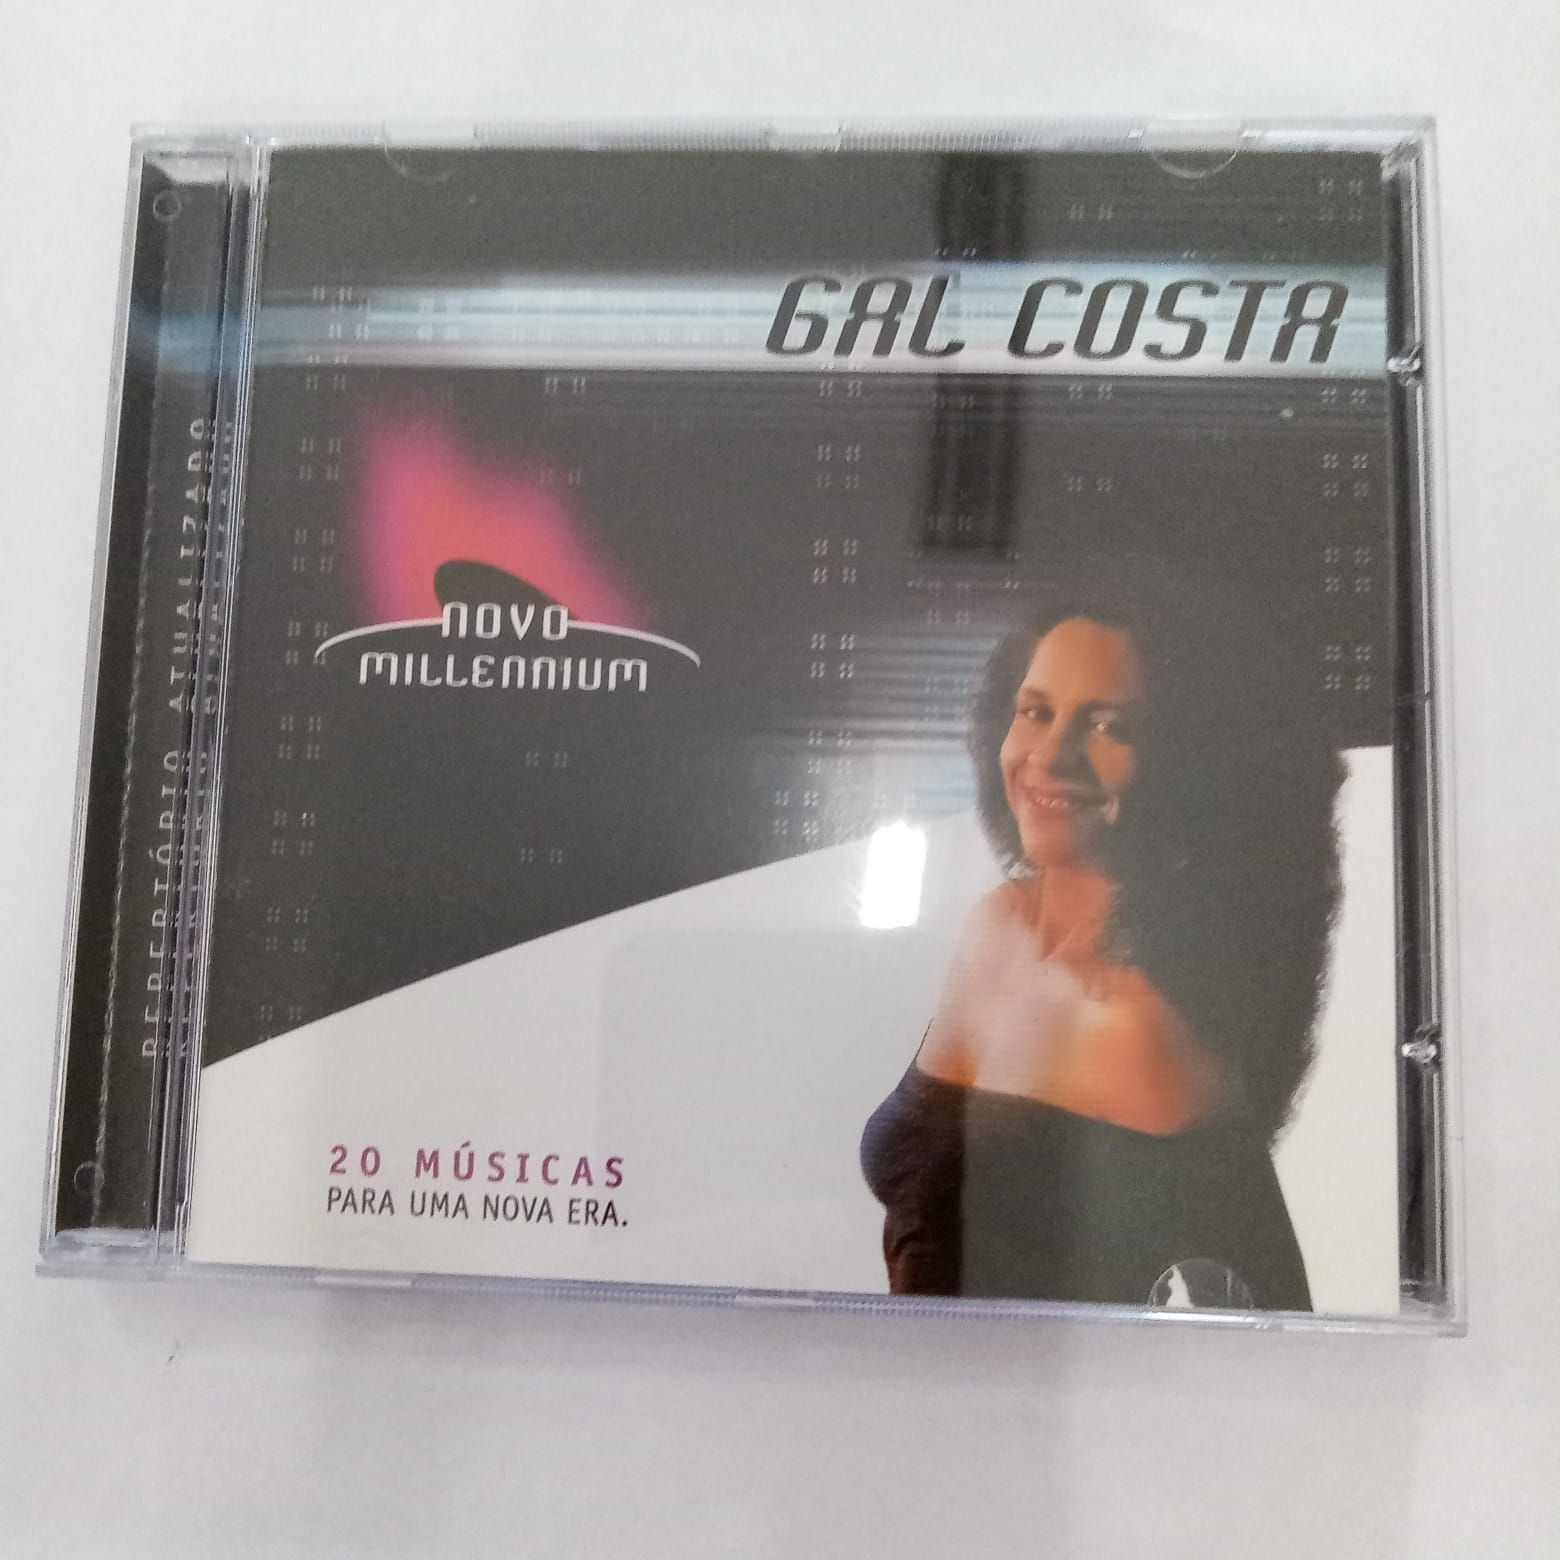 GAL COSTA
NOVO
MILLENNIUM
REPERTÓRIO ATUALIZADO
20 MÚSICAS
PARA UMA NOVA ERA.